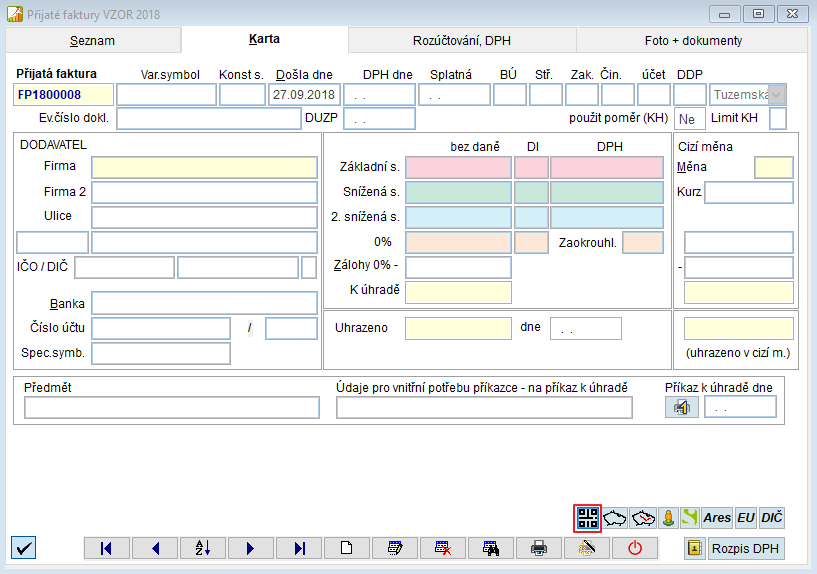 Přijaté faktury VZOR 2018
Seznam Karta Rozúčtování, DPH Foto + dokumenty
Přijatá faktura Var.symbol Konst s. Došla dne DPH dne Splatná BÚ Stř. Zak. Čin. účet DDP
FP1800008 27.09.2018 . . . . Tuzemská
Ev.číslo dokl. DUZP . . použit poměr (KH) Ne Limit KH
DODAVATEL bez daně DI DPH Cizí měna
Firma Základní s. Měna
Firma 2 Snížená s. Kurz
Ulice 2. snížená s.
0% Zaokrouhl.
IČO / DIČ Zálohy 0% - -
K úhradě
Banka
Číslo účtu / Uhrazeno dne . .
Spec.symb. (uhrazeno v cizí m.)
Předmět Údaje pro vnitřní potřebu příkazce - na příkaz k úhradě Příkaz k úhradě dne
. .
Ares EU DIČ
Rozpis DPH